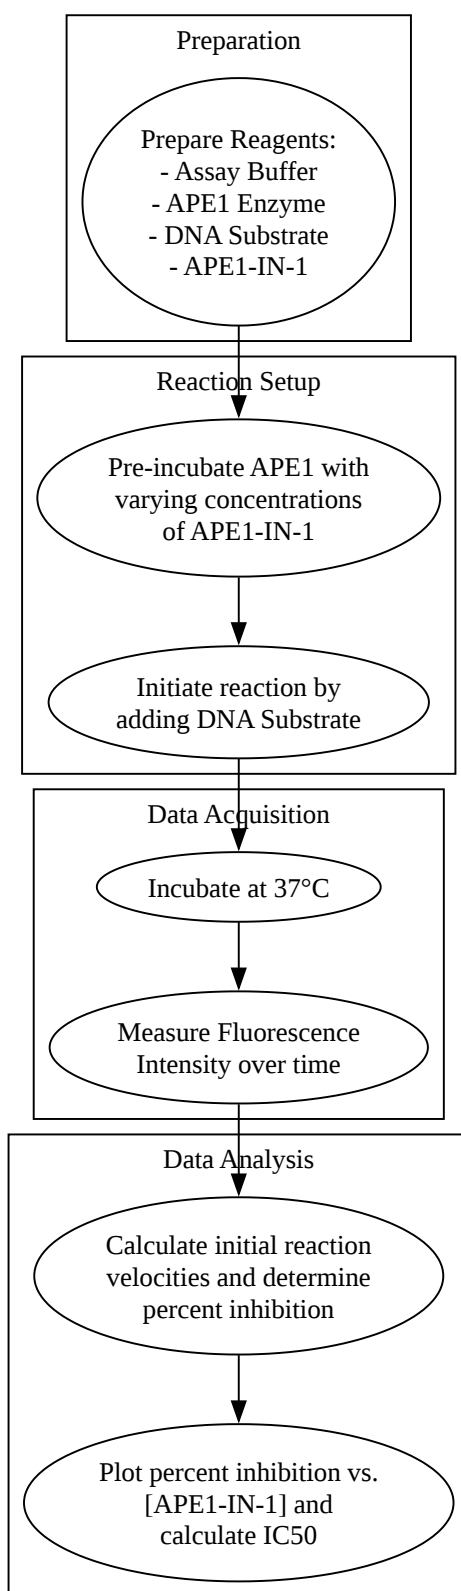 Preparation
Prepare Reagents:
- Assay Buffer
- APE1 Enzyme
- DNA Substrate
- APE1-IN-1
Reaction Setup
Pre-incubate APE1 with
varying concentrations
of APE1-IN-1
Initiate reaction by
adding DNA Substrate
Data Acquisition
Incubate at 37°C
Measure Fluorescence
Intensity over time
Data Analysis
Calculate initial reaction
velocities and determine
percent inhibition
Plot percent inhibition vs.
[APE1-IN-1] and
calculate IC50